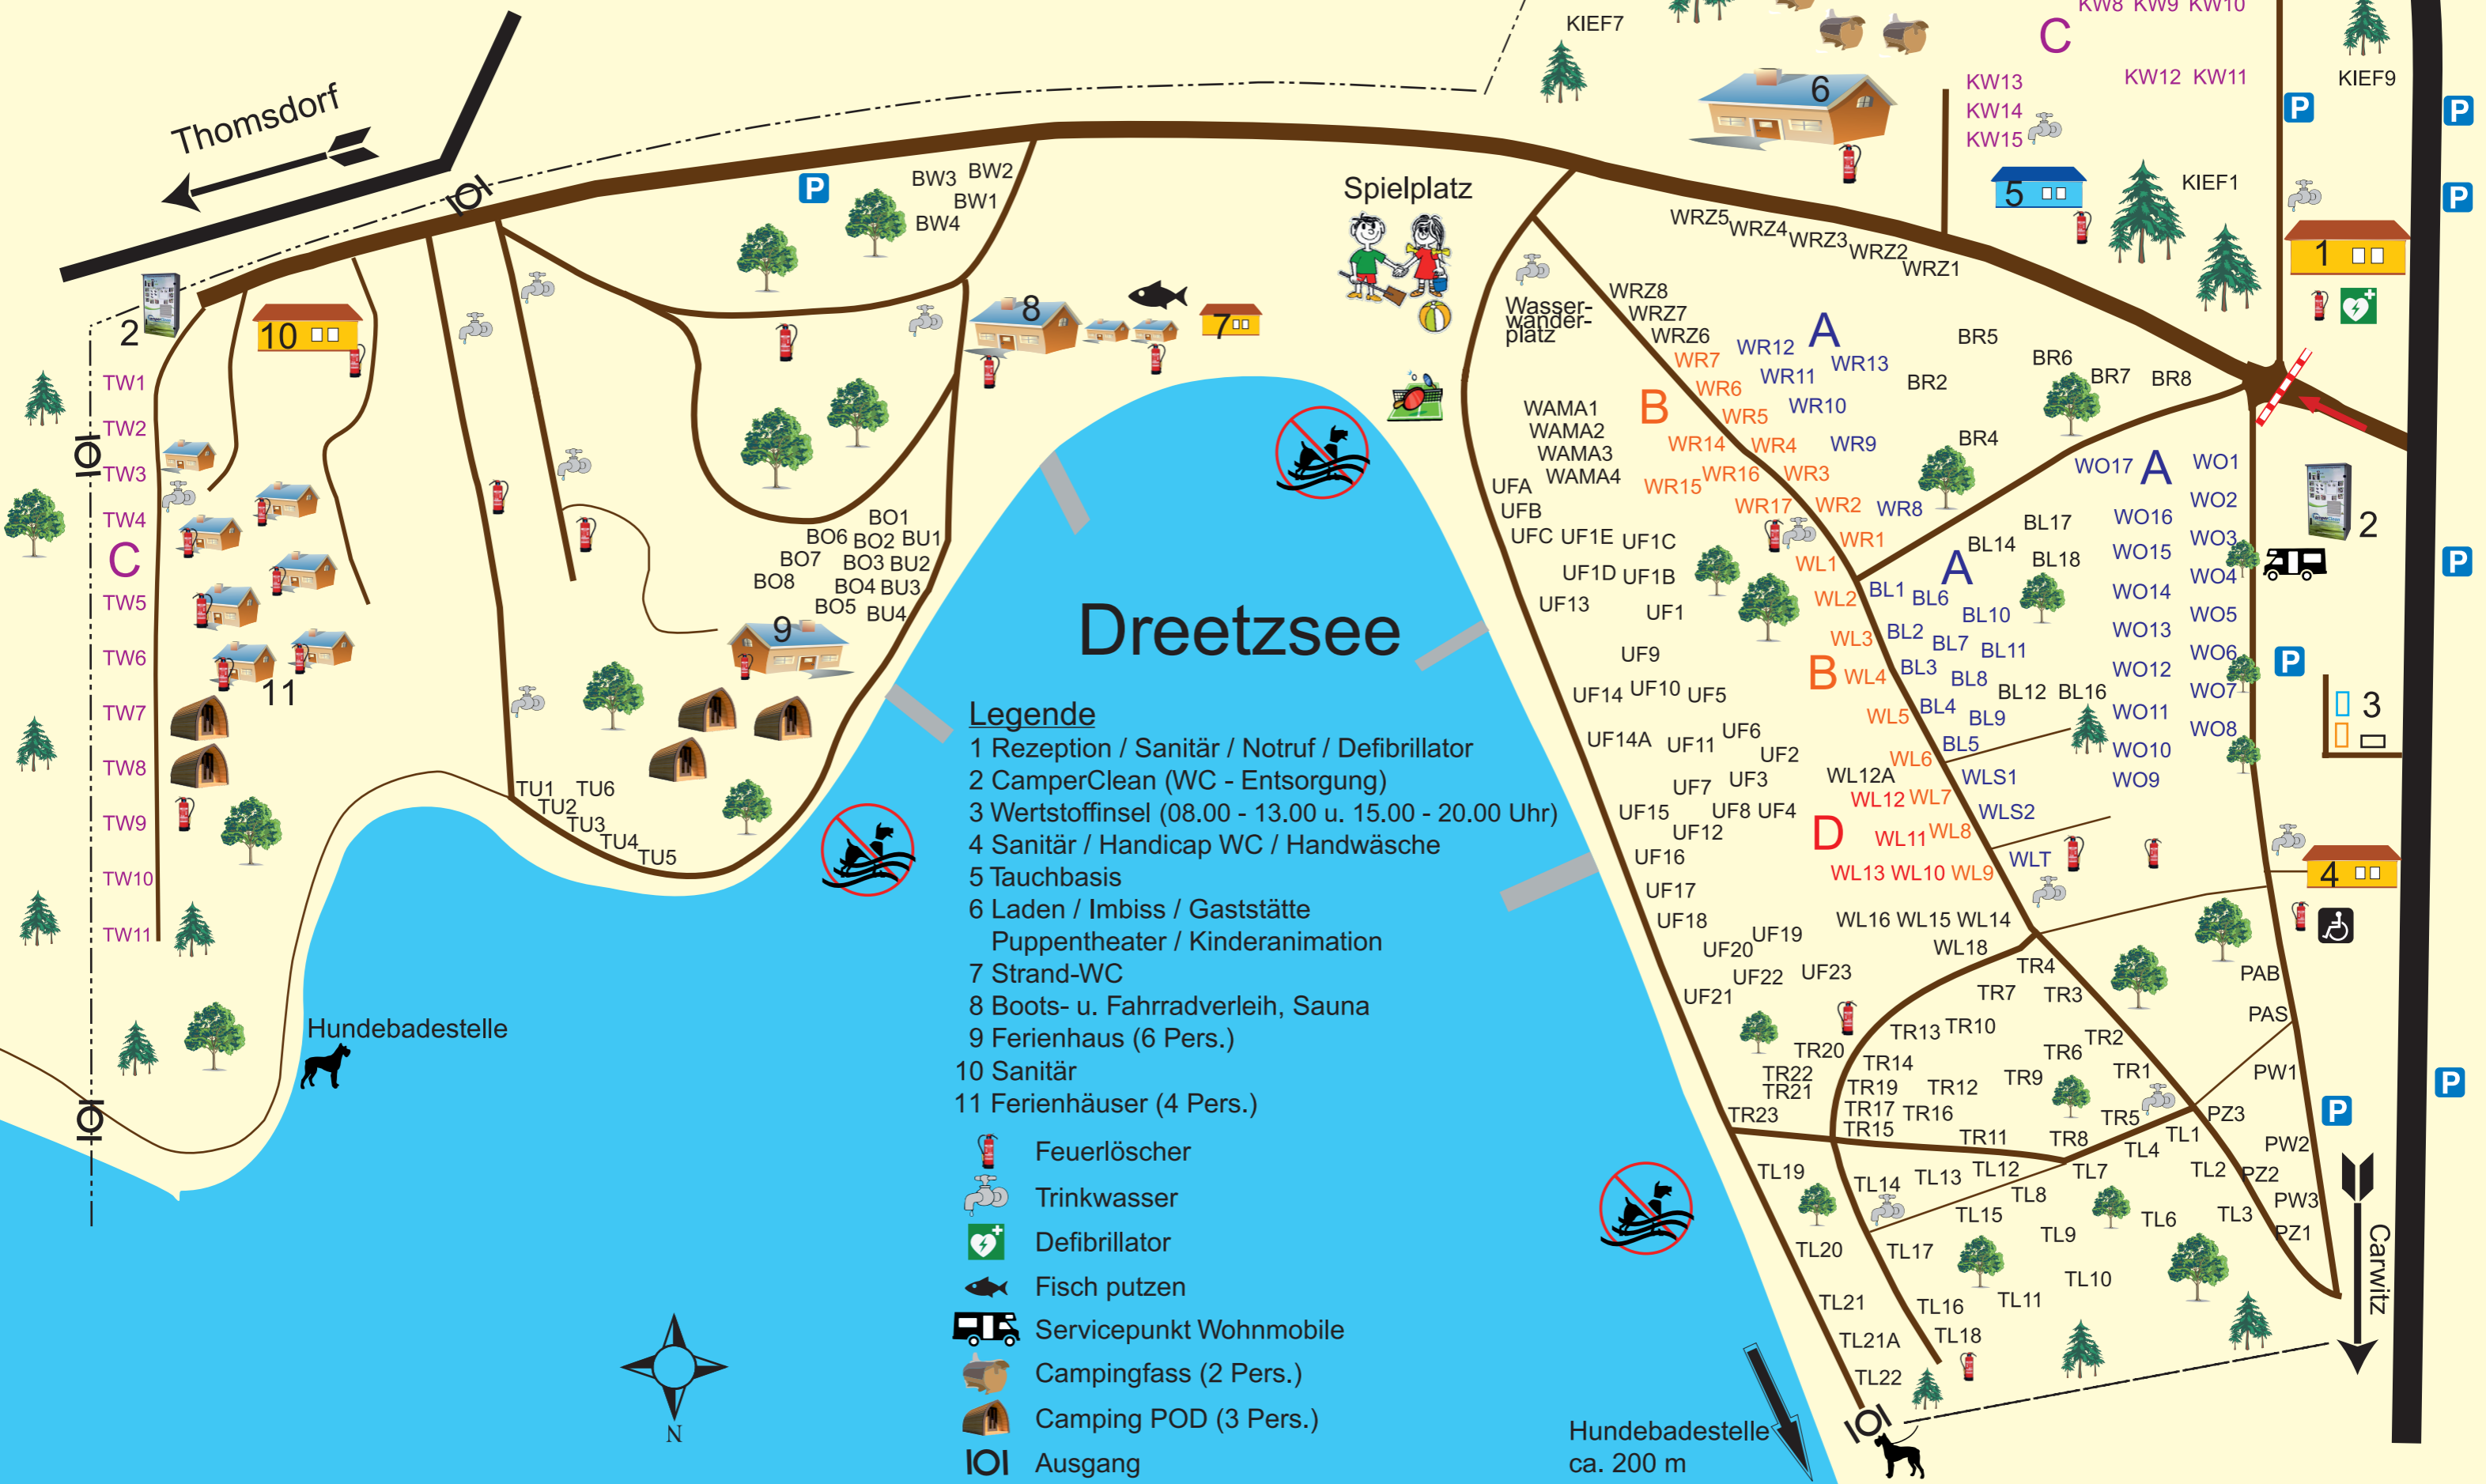 KIEF7
KW8 KW9 KW10
C
KW13
KW12 KW11
KIEF9
KW14
KW15
6
P
P
P
Thomsdorf
BW3 BW2
BW1
BW4
P
Spielplatz
5
KIEF1
1
WRZ5
WRZ4
WRZ3
WRZ2
WRZ1
2
10
8
7
Wasser-
wander-
platz
WRZ8
WRZ7
WRZ6
A
WR12
WR13
WR11
WR10
WR9
WR8
BR5
BR6
BR7
BR8
BR2
BR4
WR7
WR6
WR5
WR4
WR3
WR2
WR1
B
WR14
WR16
WR15
WR17
TW1
TW2
TW3
TW4
C
TW5
TW6
TW7
TW8
TW9
TW10
TW11
11
BO1
BO6 BO2 BU1
BO7 BO3 BU2
BO8 BO4 BU3
BO5 BU4
9
TU1 TU6
TU2
TU3
TU4
TU5
WAMA1
WAMA2
WAMA3
WAMA4
UFA
UFB
UFC UF1E UF1C
UF1D UF1B
UF13 UF1
UF9
UF14 UF10 UF5
UF14A UF11 UF6
UF2
UF7 UF3
UF15 UF8 UF4
UF12
UF16
UF17
UF18
UF19
UF20
UF22 UF23
UF21
WO17 A WO1
WO2
WO16
WO3
WO15
WO4
WO14
WO5
WO13
WO6
WO12
WO7
WO11
WO8
WO10
WO9
2
P
P
3
BL17
BL14
BL18
A
BL1
BL6
BL10
BL2
BL7
BL11
BL3
BL8
BL12 BL16
BL4
BL9
BL5
WL1
WL2
WL3
B WL4
WL5
WL6
WL12A
WL12 WL7
D
WL11 WL8
WL13 WL10 WL9
WL16 WL15 WL14
WL18
WLS1
WLS2
WLT
4
Dreetzsee
Legende
1 Rezeption / Sanitär / Notruf / Defibrillator
2 CamperClean (WC - Entsorgung)
3 Wertstoffinsel (08.00 - 13.00 u. 15.00 - 20.00 Uhr)
4 Sanitär / Handicap WC / Handwäsche
5 Tauchbasis
6 Laden / Imbiss / Gaststätte
Puppentheater / Kinderanimation
7 Strand-WC
8 Boots- u. Fahrradverleih, Sauna
9 Ferienhaus (6 Pers.)
10 Sanitär
11 Ferienhäuser (4 Pers.)
Feuerlöscher
Trinkwasser
Defibrillator
Fisch putzen
Servicepunkt Wohnmobile
Campingfass (2 Pers.)
Camping POD (3 Pers.)
Ausgang
Hundebadestelle
N
TR4
TR7 TR3
TR13 TR10
TR2
TR20
TR6
TR14
TR22
TR1
TR9
TR21
TR19 TR12
TR23
TR17 TR16
TR15
TR5
TR11
TR8
PAB
PAS
PW1
PZ3
PW2
PZ2
PW3
PZ1
P
P
TL1
TL4
TL2
TL19
TL14
TL13
TL12
TL7
TL8
TL3
TL15
TL6
TL9
TL20
TL17
TL10
TL21
TL16
TL11
TL21A
TL18
TL22
Carwitz
Hundebadestelle
ca. 200 m